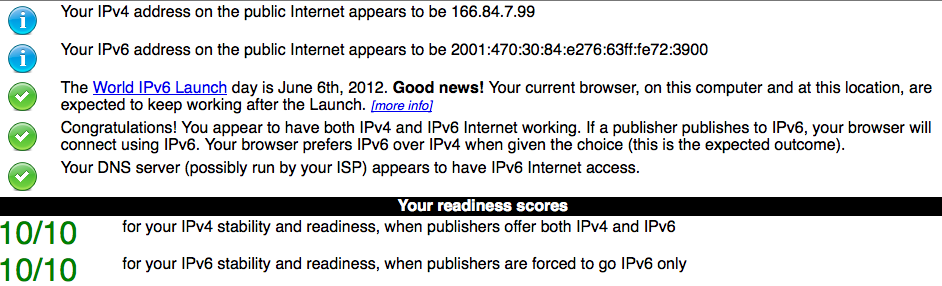 Your IPv4 address on the public Internet appears to be 166.84.7.99
Your IPv6 address on the public Internet appears to be 2001:470:30:84:e276:63ff:fe72:3900
The World IPv6 Launch day is June 6th, 2012. Good news! Your current browser, on this computer and at this location, are
expected to keep working after the Launch. [more info]
Congratulations! You appear to have both IPv4 and IPv6 Internet working. If a publisher publishes to IPv6, your browser will
connect using IPv6. Your browser prefers IPv6 over IPv4 when given the choice (this is the expected outcome).
Your DNS server (possibly run by your ISP) appears to have IPv6 Internet access.
Your readiness scores
10/10 for your IPv4 stability and readiness, when publishers offer both IPv4 and IPv6
10/10 for your IPv6 stability and readiness, when publishers are forced to go IPv6 only